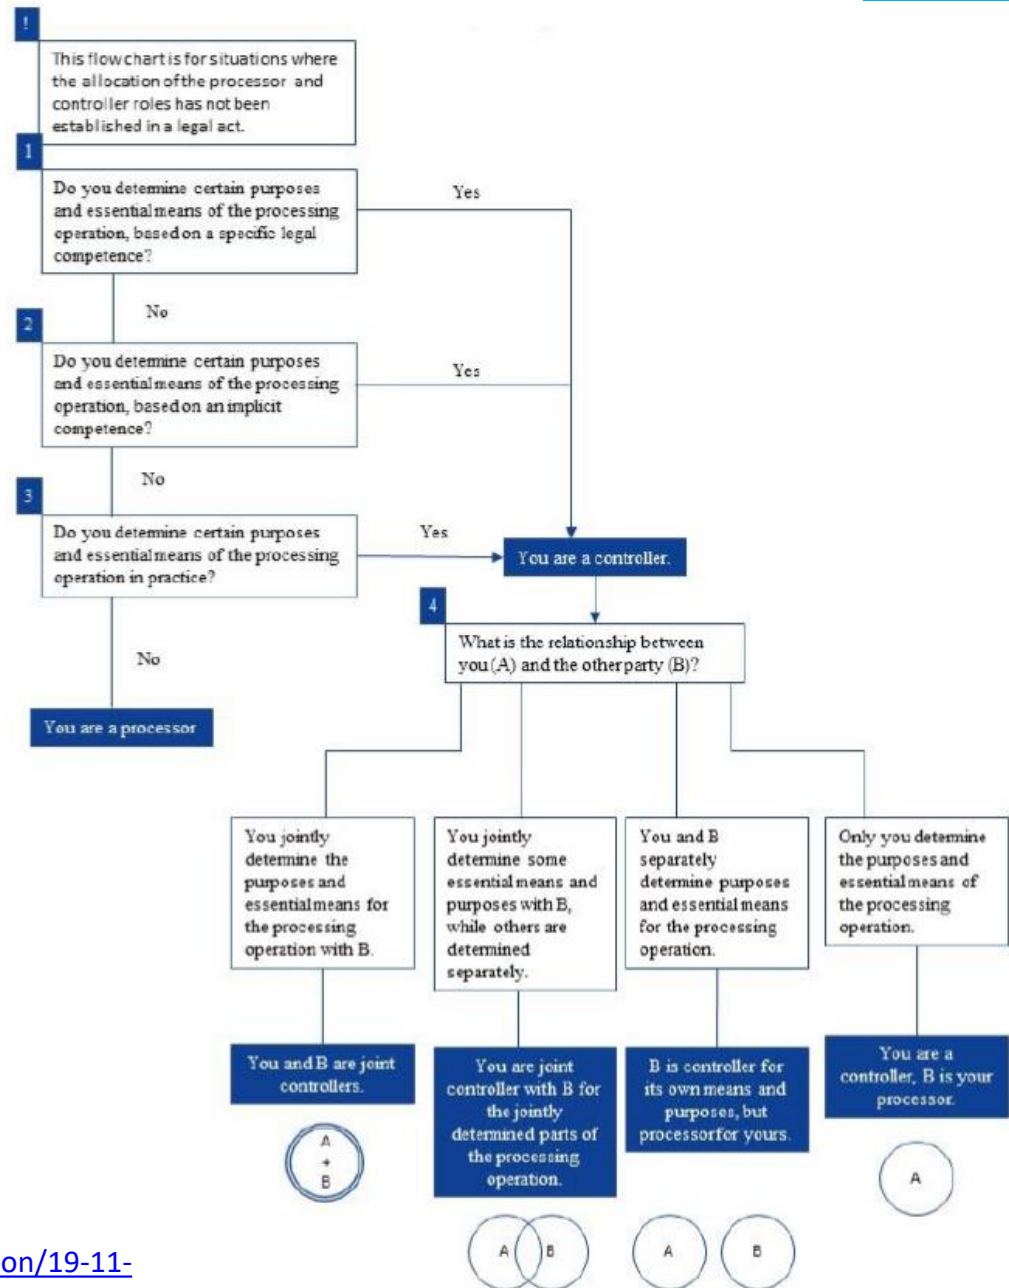 !
This flow chart is for situations where
the allocation of the processor and
controller roles has not been
established in a legal act.
1
Do you determine certain purposes
and essential means of the processing
operation, based on a specific legal
competence?
Yes
No
2
Do you determine certain purposes
and essential means of the processing
operation, based on an implicit
competence?
Yes
No
3
Do you determine certain purposes
and essential means of the processing
operation in practice?
Yes
You are a controller.
No
You are a processor
4
What is the relationship between
you (A) and the other party (B)?
You jointly
determine the
purposes and
essential means for
the processing
operation with B.
You jointly
determine some
essential means and
purposes with B,
while others are
determined
separately.
You and B
separately
determine purposes
and essential means
for the processing
operation.
Only you determine
the purposes and
essential means of
the processing
operation.
You and B are joint
controllers.
You are joint
controller with B for
the jointly
determined parts of
the processing
operation.
B is controller for
its own means and
purposes, but
processor for yours.
You are a
controller, B is your
processor.
A
+
B
A B
A B
A
on/19-11-